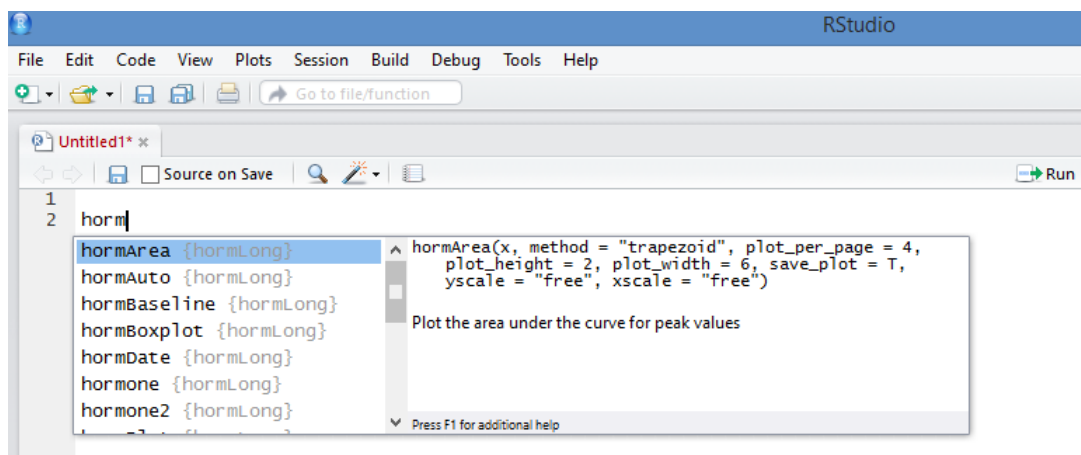 RStudio
File Edit Code View Plots Session Build Debug Tools Help
Go to file/function
Untitled1*
Source on Save Run
1
2 horm
hormArea {hormLong}
hormAuto {hormLong}
hormBaseline {hormLong}
hormBoxplot {hormLong}
hormDate {hormLong}
hormone {hormLong}
hormone2 {hormLong}
hormArea(x, method = "trapezoid", plot_per_page = 4,
plot_height = 2, plot_width = 6, save_plot = T,
yscale = "free", xscale = "free")
Plot the area under the curve for peak values
Press F1 for additional help